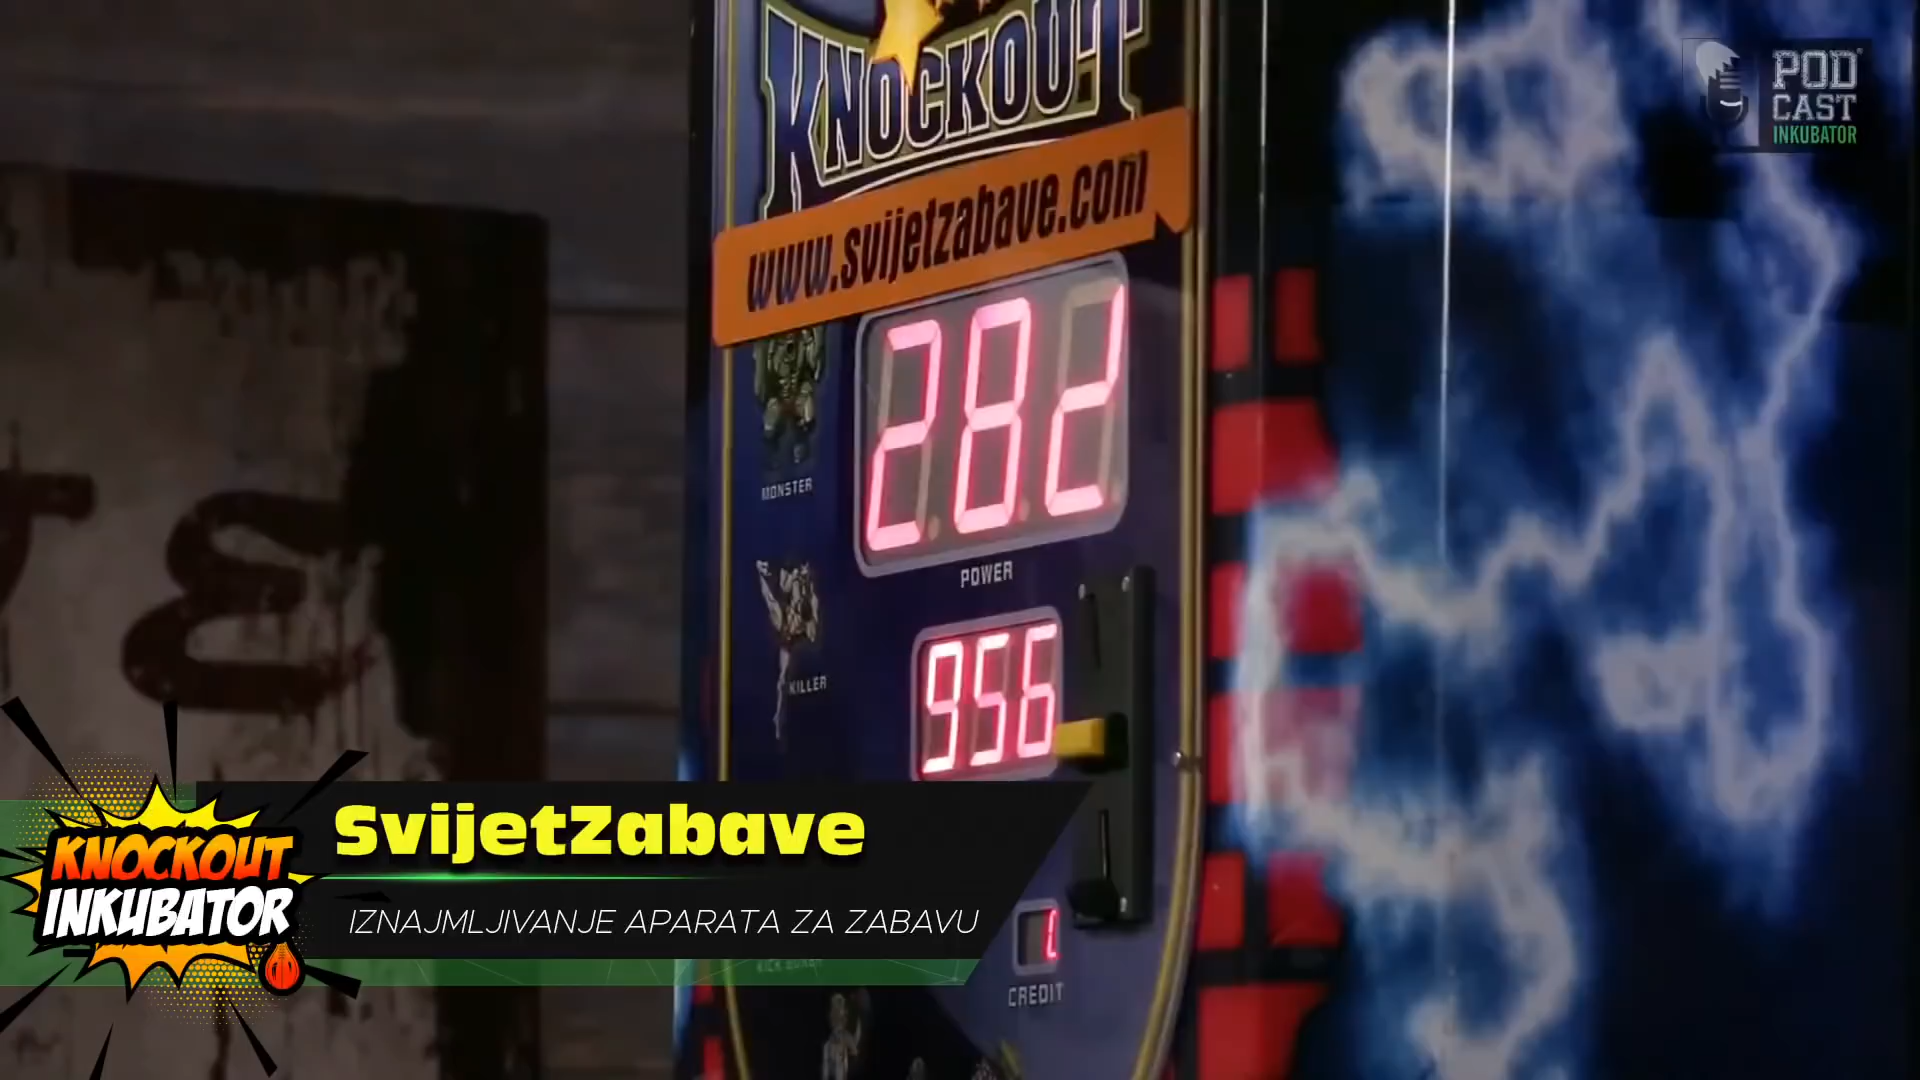 KNOCKOUT
www.svijetzabave.com
POD
CAST
INKUBATOR
MONSTER
POWER
KILLER
956
KNOCKOUT
INKUBATOR
SvijetZabave
IZNAJMLJIVANJE APARATA ZA ZABAVU
CREDIT